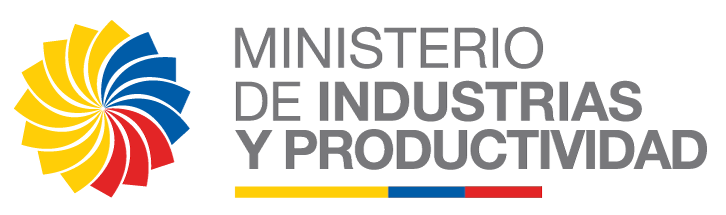 MINISTERIO
DE INDUSTRIAS
Y PRODUCTIVIDAD